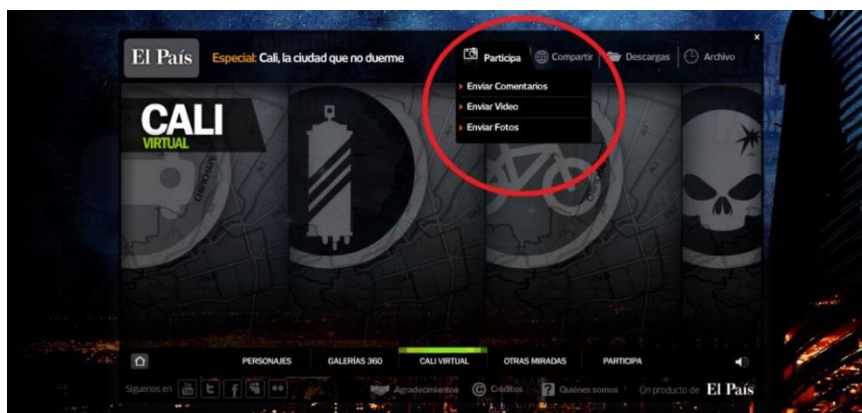 x
El País Especial: Cali, la ciudad que no duerme Participa Compartir Descargas Archivo
Enviar Comentarios
Enviar Video
Enviar Fotos
CALI
VIRTUAL
PERSONAJES GALERÍAS 360 CALI VIRTUAL OTRAS MIRADAS PARTICIPA
Síguenos en Agradecimientos © Créditos ? Quiénes somos Un producto de El País